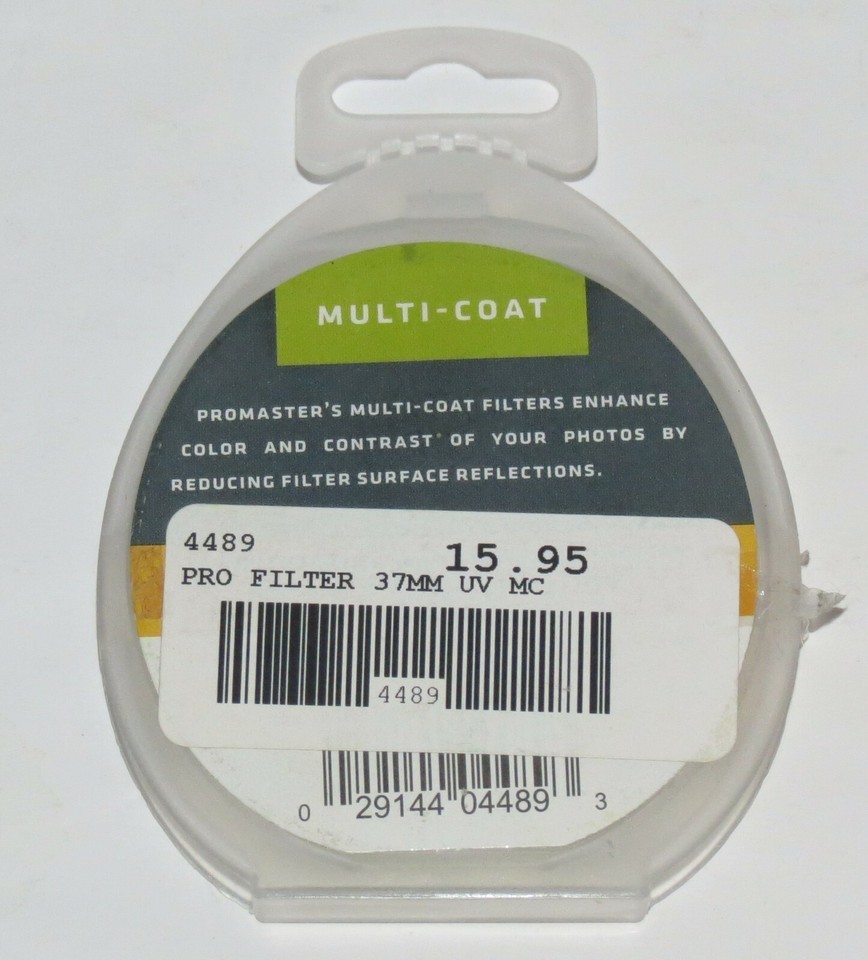 MULTI-COAT
PROMASTER'S MULTI-COAT FILTERS ENHANCE
COLOR AND CONTRAST OF YOUR PHOTOS BY
REDUCING FILTER SURFACE REFLECTIONS.
4489 15.95
PRO FILTER 37MM UV MC
4489
0 29144 04489 3